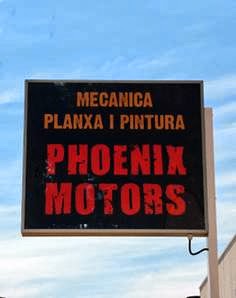 MECANICA
PLANXA I PINTURA
PHOENIX
MOTORS